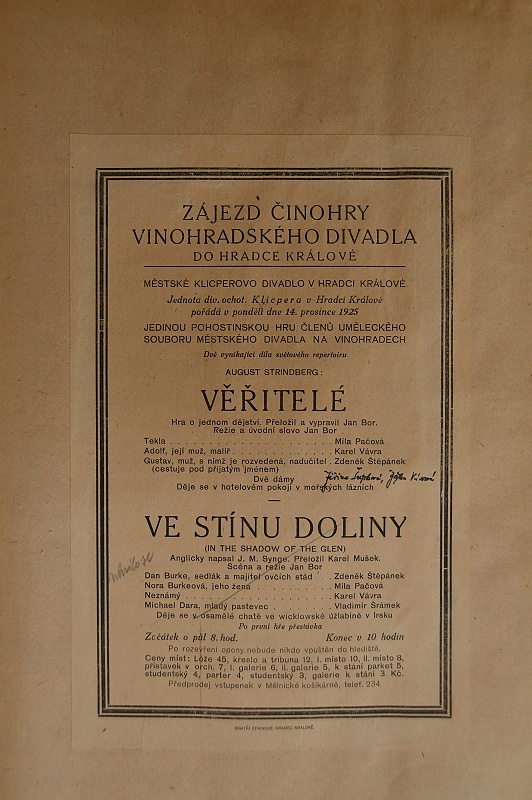 ZÁJEZD ČINOHRY
VINOHRADSKÉHO DIVADLA
DO HRADCE KRÁLOVÉ
MĚSTSKÉ KLICPEROVO DIVADLO V HRADCI KRÁLOVÉ
Jednota div. ochot. Klicpera v Hradci Králové
pořádá v pondělí dne 14. prosince 1925
JEDINOU POHOSTINSKOU HRU ČLENŮ UMĚLECKÉHO
SOUBORU MĚSTSKÉHO DIVADLA NA VINOHRADECH
Dvě vynikající díla světového repertoiru
AUGUST STRINDBERG:
VĚŘITELÉ
Hra o jednom dějství. Přeložil a vypravil Jan Bor.
Režie a úvodní slovo Jan Bor
Tekla . . . . . . . . . . . . . . . . . . Míla Pačová
Adolf, její muž, malíř . . . . . . . . . . . Karel Vávra
Gustav, muž, s nímž je rozvedená, nadučitel . Zdeněk Štěpánek
(cestuje pod přijatým jménem)
Dvě dámy
Děje se v hotelovém pokoji v mořských lázních
VE STÍNU DOLINY
(IN THE SHADOW OF THE GLEN)
Anglicky napsal J. M. Synge. Přeložil Karel Mušek.
Scéna a režie Jan Bor
Dan Burke, sedlák a majitel ovčích stád . . Zdeněk Štěpánek
Nora Burkeová, jeho žena . . . . . . . . . Míla Pačová
Neznámý . . . . . . . . . . . . . . . . . Karel Vávra
Michael Dara, mladý pastevec . . . . . . . Vladimír Šrámek
Děje se v osamělé chatě ve wicklowské úžlabině v Irsku
Po první hře přestávka
Začátek o půl 8. hod. Konec v 10 hodin
Po rozevření opony nebude nikdo vpuštěn do hlediště.
Ceny míst: Lóže 45, kreslo a tribuna 12, I. místo 10, II. místo 8,
přístavek v orch. 7, I. galerie 6, II. galerie 5, k stání parket 5,
studentský 4, parter 4, studentský 3, galerie k stání 3 Kč.
Předprodej vstupenek v Mělnické košíkárně, telef. 234